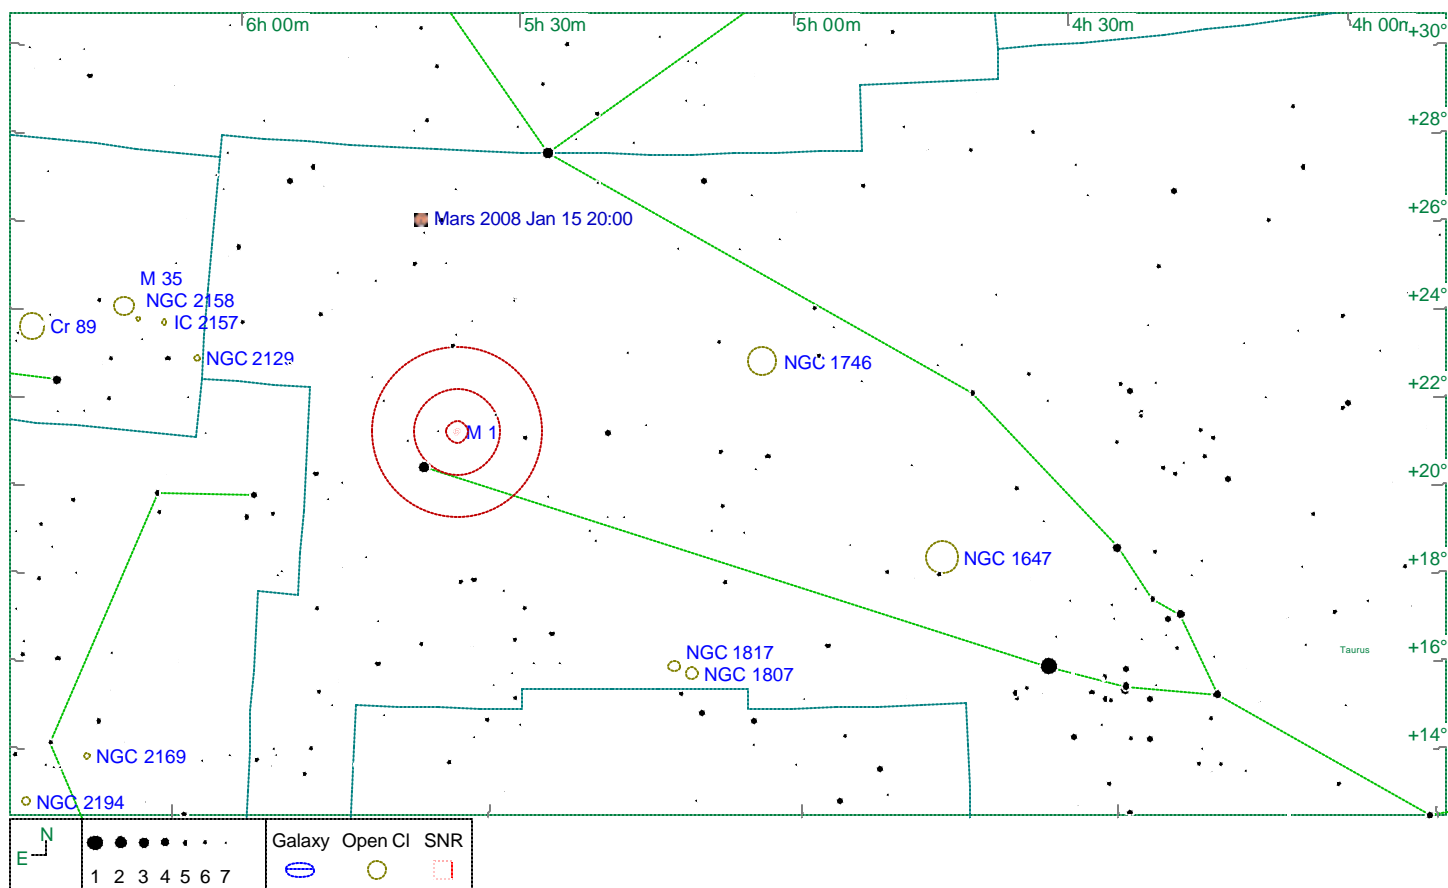 6h 00m 5h 30m 5h 00m 4h 30m 4h 00m
+30°
+28°
+26°
Mars 2008 Jan 15 20:00
M 35
NGC 2158
+24°
Cr 89
IC 2157
NGC 2129
NGC 1746
+22°
M 1
+20°
NGC 1647
+18°
NGC 1817
Taurus
+16°
NGC 1807
+14°
NGC 2169
NGC 2194
N
E
1 2 3 4 5 6 7
Galaxy Open Cl SNR